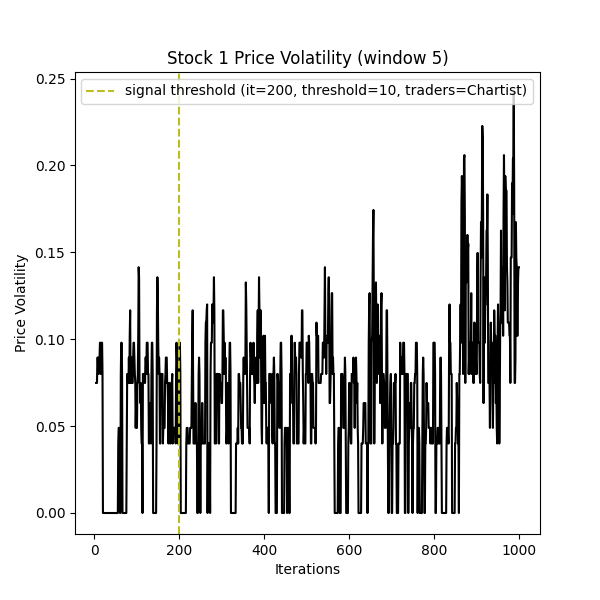 Stock 1 Price Volatility (window 5)
signal threshold (it=200, threshold=10, traders=Chartist)
Price Volatility
0.25
0.20
0.15
0.10
0.05
0.00
0 200 400 600 800 1000
Iterations